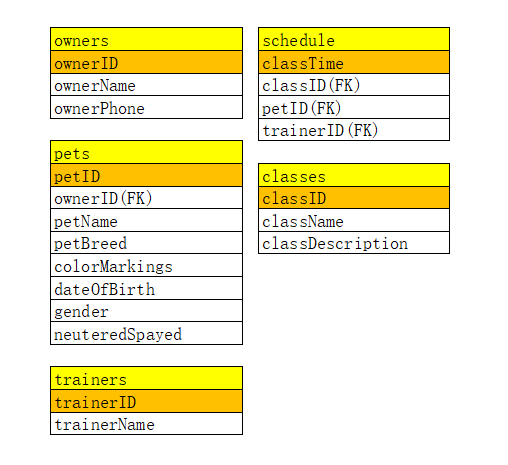 owners
ownerID
ownerName
ownerPhone
pets
petID
ownerID(FK)
petName
petBreed
colorMarkings
dateOfBirth
gender
neuteredSpayed
trainers
trainerID
trainerName
schedule
classTime
classID(FK)
petID(FK)
trainerID(FK)
classes
classID
className
classDescription